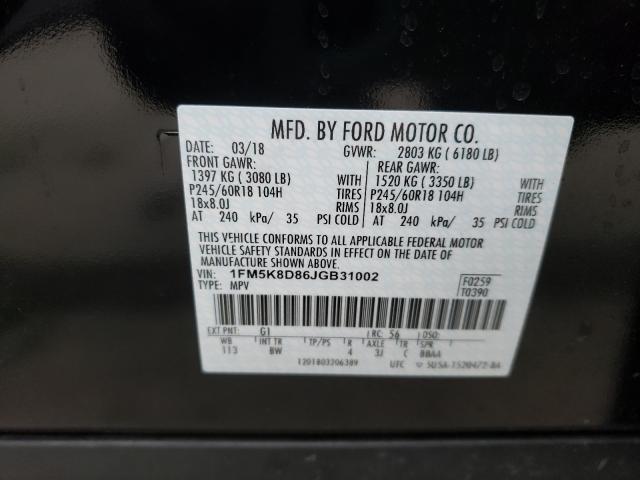 MFD. BY FORD MOTOR CO.
DATE: 03/18 GVWR: 2803 KG ( 6180 LB)
FRONT GAWR: REAR GAWR:
1397 KG ( 3080 LB) WITH 1520 KG ( 3350 LB) WITH
P245/60R18 104H TIRES P245/60R18 104H TIRES
18x8.0J RIMS 18x8.0J RIMS
AT 240 kPa/ 35 PSI COLD AT 240 kPa/ 35 PSI COLD
THIS VEHICLE CONFORMS TO ALL APPLICABLE FEDERAL MOTOR
VEHICLE SAFETY STANDARDS IN EFFECT ON THE DATE OF
MANUFACTURE SHOWN ABOVE.
VIN: 1FM5K8D86JGB31002 F0259
TYPE: MPV T0390
EXT PNT: G1 RC: 56 DSO:
WB INT TR TP/PS R AXLE TR SPR
113 BW 4 3J C BBAA
1201803206389 UTC